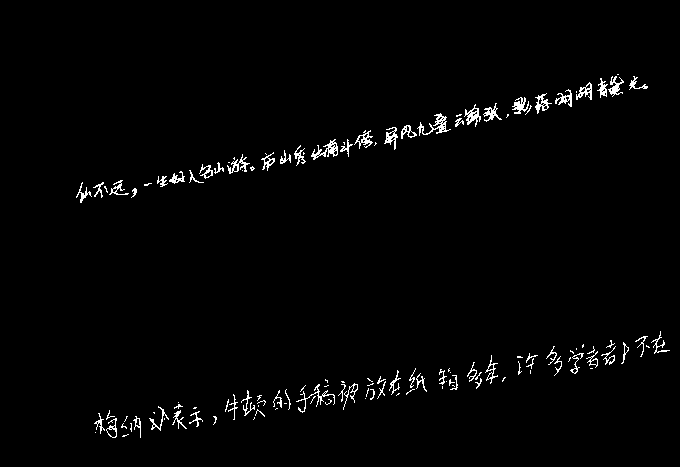 仙不远，一生好入名山游。庐山秀出南斗傍，屏风九叠云锦张，影落明湖青黛光。
梅纳义表示，牛顿的手稿被放在纸箱多年，许多学者都不在